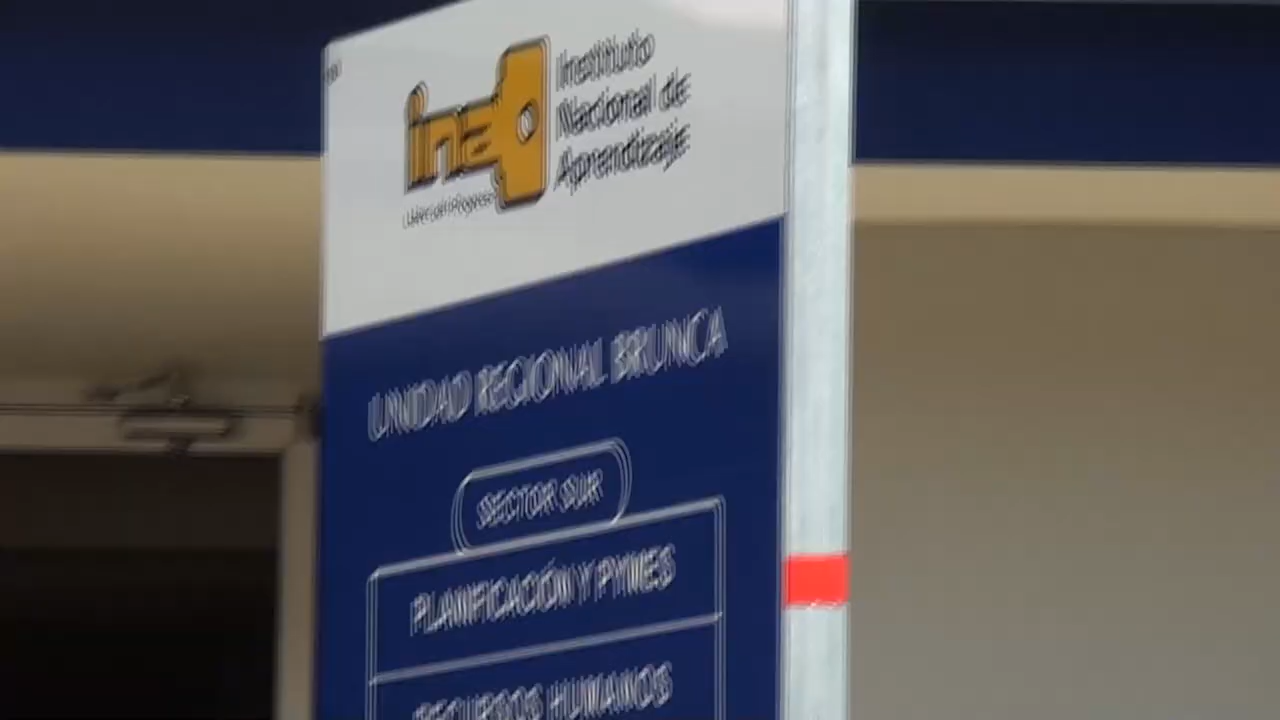 ina
Instituto
Nacional de
Aprendizaje
UNIDAD REGIONAL BRUNCA
SECTOR SUR
PLANIFICACIÓN Y PYMES
RECURSOS HUMANOS